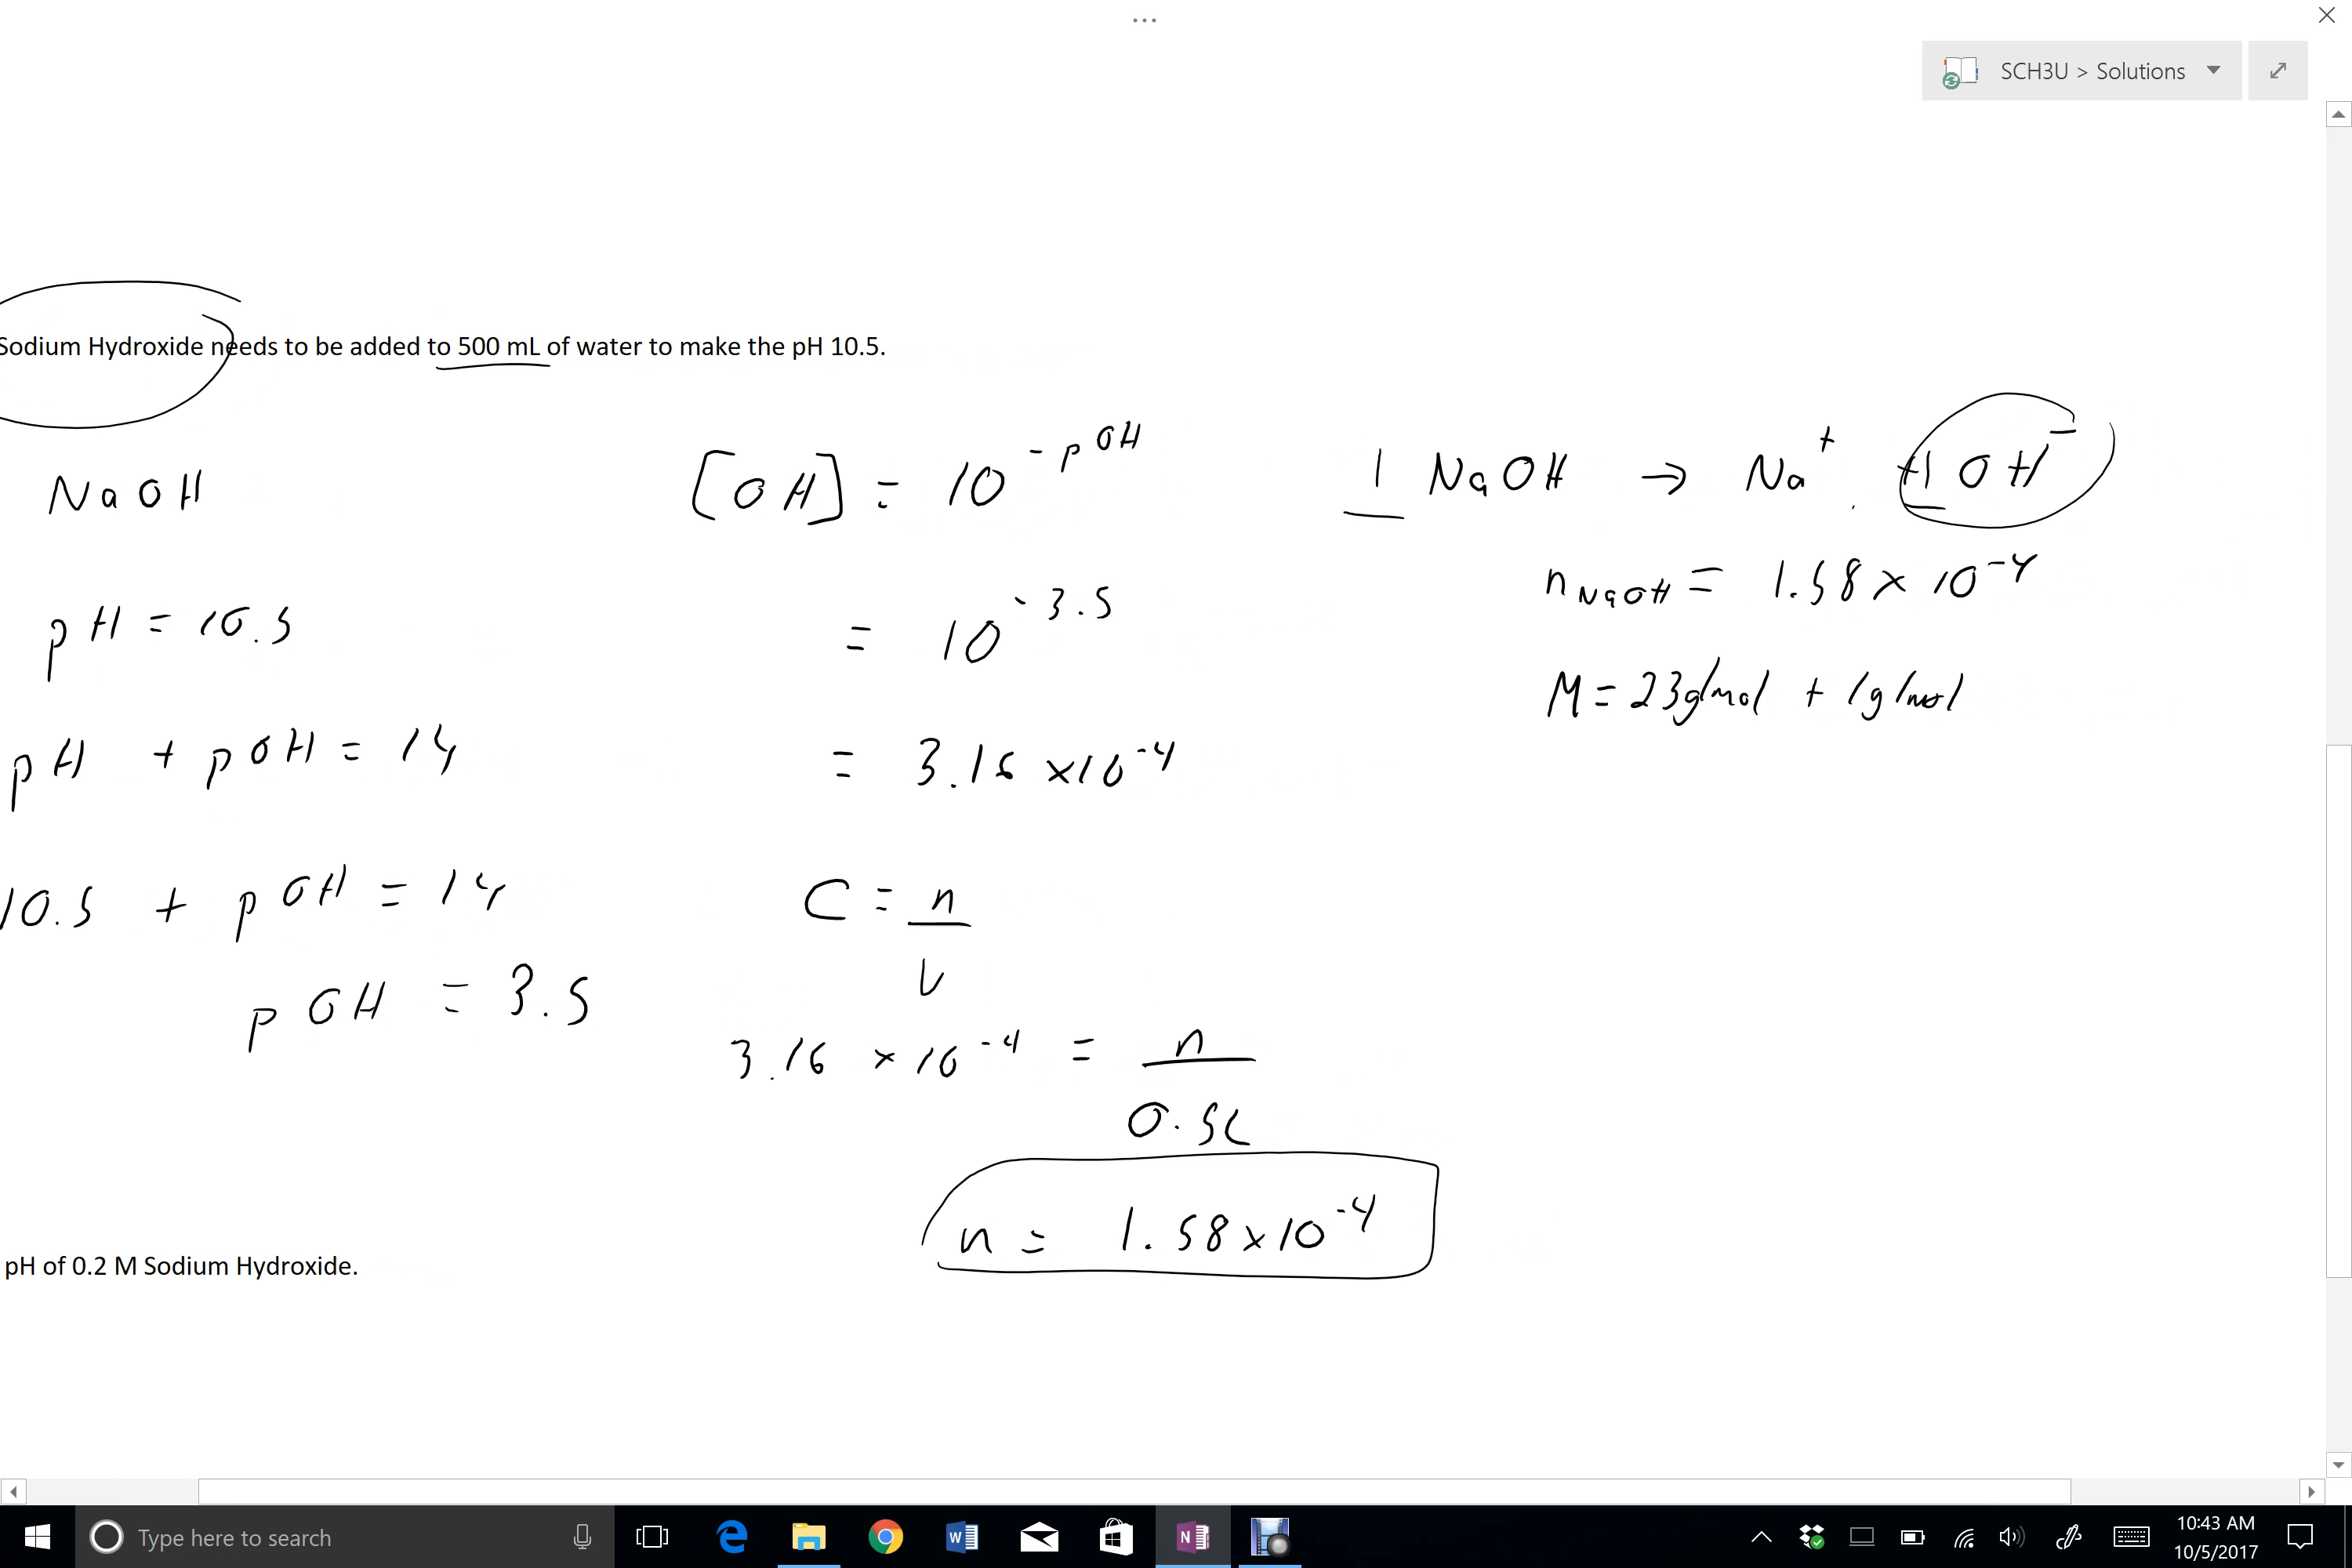 SCH3U > Solutions
Sodium Hydroxide needs to be added to 500 mL of water to make the pH 10.5.
NaOH
pH = 10.5
pH + pOH = 14
10.5 + pOH = 14
pOH = 3.5
[OH] = 10^-pOH
= 10^-3.5
= 3.16 × 10^-4
C = n/V
3.16 × 10^-4 = n/0.5L
n = 1.58 × 10^-4
1 NaOH → Na^+ + 1 OH^-
n NaOH = 1.58 × 10^-4
M = 23g/mol + 1g/mol
pH of 0.2 M Sodium Hydroxide.
Type here to search
10:43 AM
10/5/2017